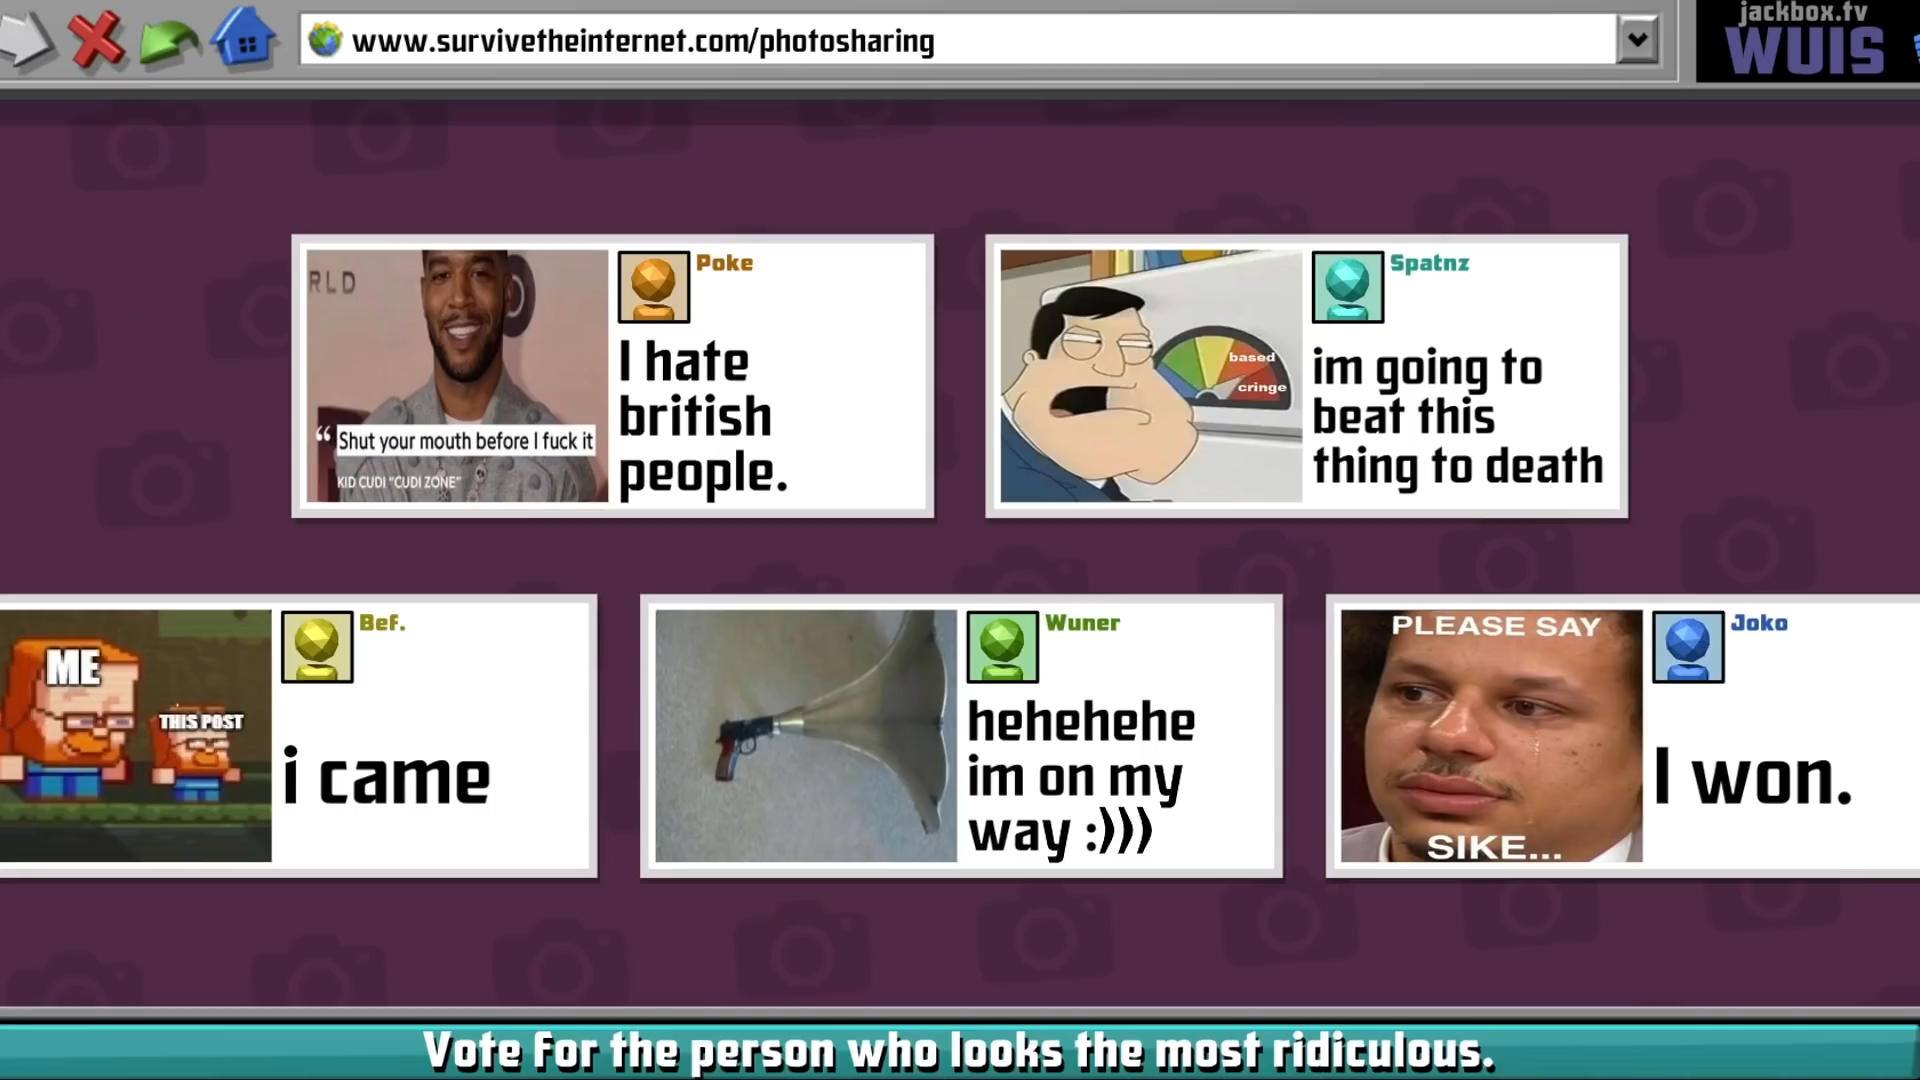 www.survivetheinternet.com/photosharing
jackbox.tv
WUIS
RLD
“ Shut your mouth before I fuck it
KID CUDI "CUDI ZONE"
Poke
I hate
british
people.
based
cringe
Spatnz
im going to
beat this
thing to death
ME
THIS POST
Bef.
i came
Wuner
hehehehe
im on my
way :)))
PLEASE SAY
SIKE...
Joko
I won.
Vote for the person who looks the most ridiculous.